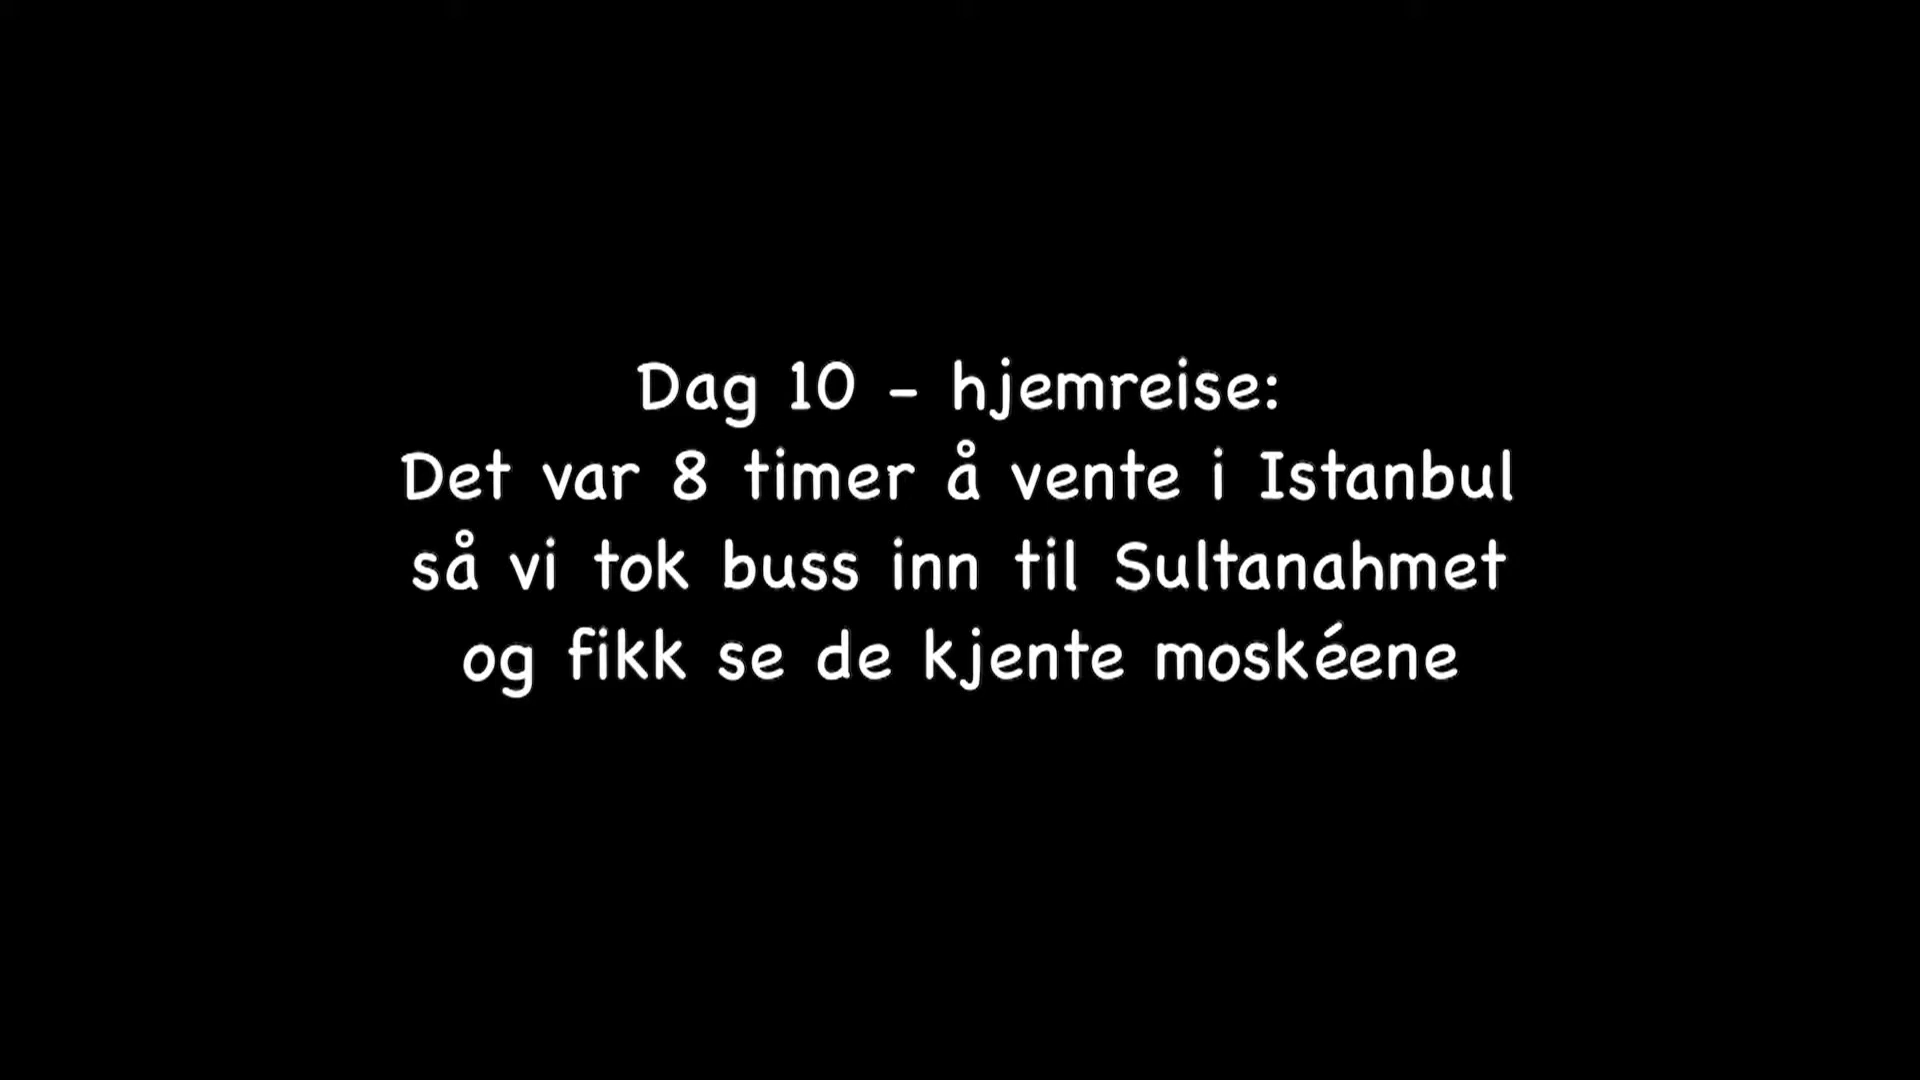 Dag 10 - hjemreise:
Det var 8 timer å vente i Istanbul
så vi tok buss inn til Sultanahmet
og fikk se de kjente moskéene